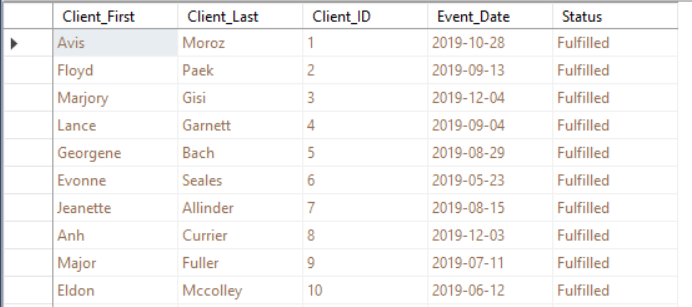 Client_First Client_Last Client_ID Event_Date Status
Avis Moroz 1 2019-10-28 Fulfilled
Floyd Paek 2 2019-09-13 Fulfilled
Marjory Gisi 3 2019-12-04 Fulfilled
Lance Garnett 4 2019-09-04 Fulfilled
Georgene Bach 5 2019-08-29 Fulfilled
Evonne Seales 6 2019-05-23 Fulfilled
Jeanette Allinder 7 2019-08-15 Fulfilled
Anh Currier 8 2019-12-03 Fulfilled
Major Fuller 9 2019-07-11 Fulfilled
Eldon Mccolley 10 2019-06-12 Fulfilled